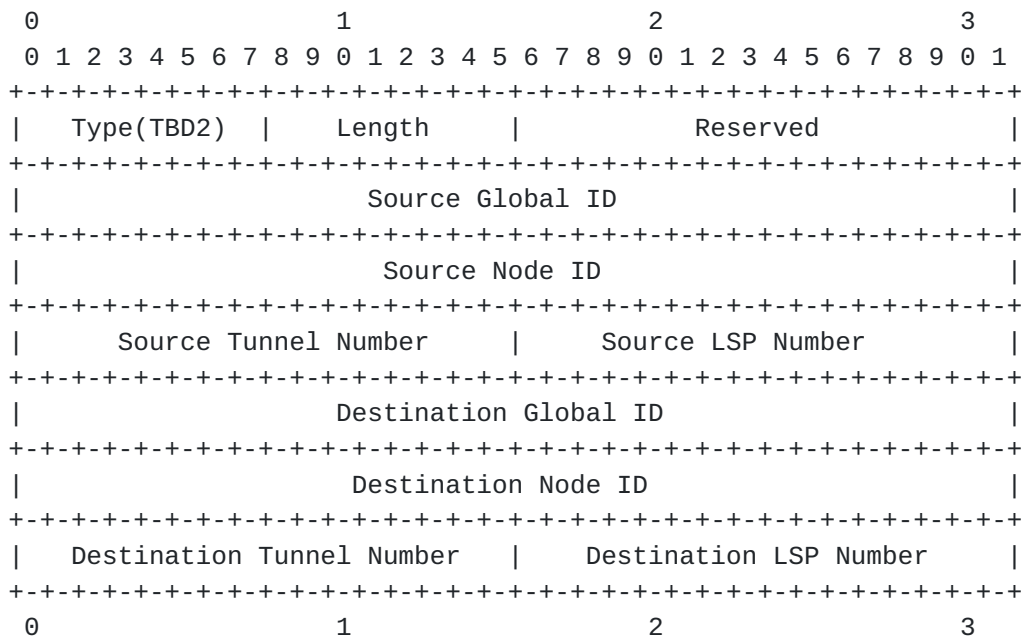 0                   1                   2                   3
 0 1 2 3 4 5 6 7 8 9 0 1 2 3 4 5 6 7 8 9 0 1 2 3 4 5 6 7 8 9 0 1
+-+-+-+-+-+-+-+-+-+-+-+-+-+-+-+-+-+-+-+-+-+-+-+-+-+-+-+-+-+-+-+-+
|   Type(TBD2)  |    Length     |           Reserved            |
+-+-+-+-+-+-+-+-+-+-+-+-+-+-+-+-+-+-+-+-+-+-+-+-+-+-+-+-+-+-+-+-+
|                      Source Global ID                         |
+-+-+-+-+-+-+-+-+-+-+-+-+-+-+-+-+-+-+-+-+-+-+-+-+-+-+-+-+-+-+-+-+
|                       Source Node ID                          |
+-+-+-+-+-+-+-+-+-+-+-+-+-+-+-+-+-+-+-+-+-+-+-+-+-+-+-+-+-+-+-+-+
|      Source Tunnel Number     |     Source LSP Number         |
+-+-+-+-+-+-+-+-+-+-+-+-+-+-+-+-+-+-+-+-+-+-+-+-+-+-+-+-+-+-+-+-+
|                    Destination Global ID                      |
+-+-+-+-+-+-+-+-+-+-+-+-+-+-+-+-+-+-+-+-+-+-+-+-+-+-+-+-+-+-+-+-+
|                     Destination Node ID                       |
+-+-+-+-+-+-+-+-+-+-+-+-+-+-+-+-+-+-+-+-+-+-+-+-+-+-+-+-+-+-+-+-+
|   Destination Tunnel Number   |    Destination LSP Number     |
+-+-+-+-+-+-+-+-+-+-+-+-+-+-+-+-+-+-+-+-+-+-+-+-+-+-+-+-+-+-+-+-+
 0                   1                   2                   3